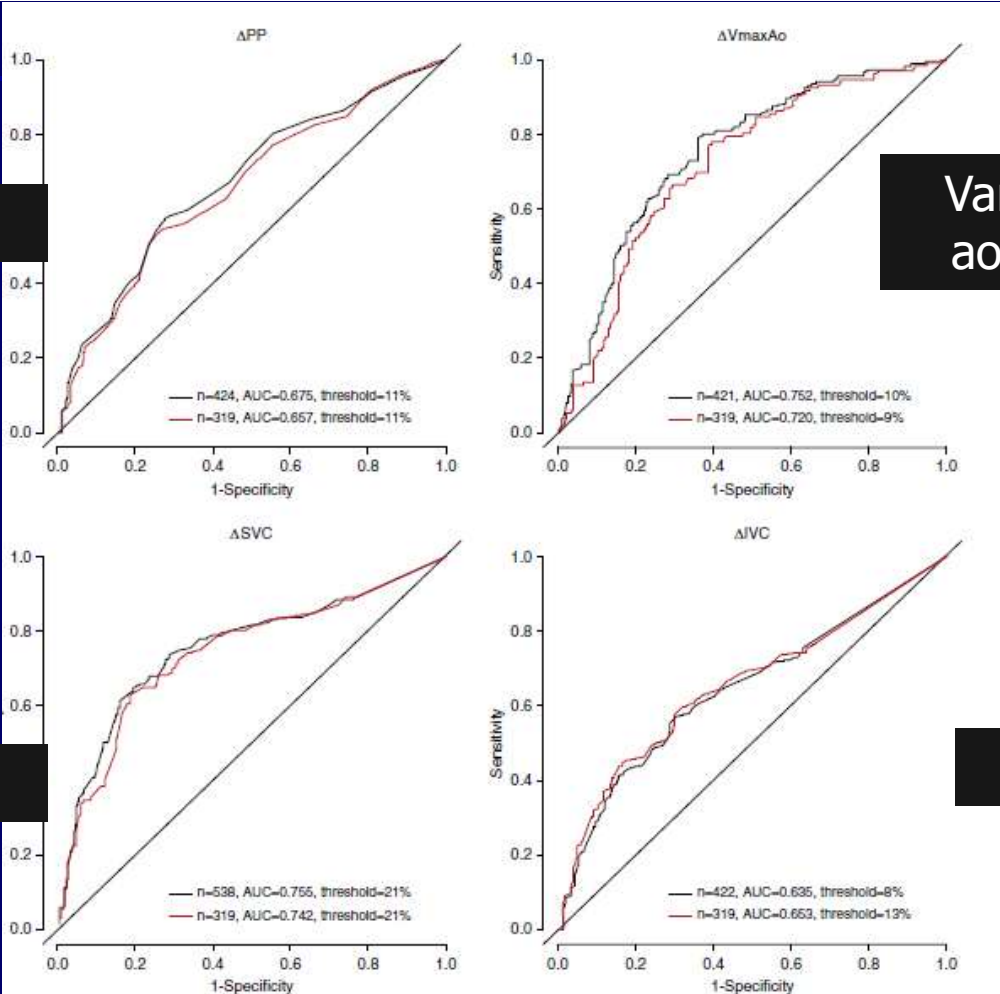 ΔPP
1.0
0.8
0.4
0.2
0.0
n=424, AUC=0.675, threshold=11%
n=319, AUC=0.657, threshold=11%
0.0 0.2 0.4 0.6 0.8 1.0
1-Specificity
ΔVmaxAo
1.0
0.8
0.6
0.4
0.2
0.0
Sensitivity
n=421, AUC=0.752, threshold=10%
n=319, AUC=0.720, threshold=9%
0.0 0.2 0.4 0.6 0.8 1.0
1-Specificity
ao
ΔSVC
1.0
0.8
0.6
0.2
0.0
n=538, AUC=0.755, threshold=21%
n=319, AUC=0.742, threshold=21%
0.0 0.2 0.4 0.6 0.8 1.0
1-Specificity
ΔIVC
1.0
0.8
0.6
0.4
0.2
0.0
Sensitivity
n=422, AUC=0.635, threshold=8%
n=319, AUC=0.653, threshold=13%
0.0 0.2 0.4 0.6 0.8 1.0
1-Specificity